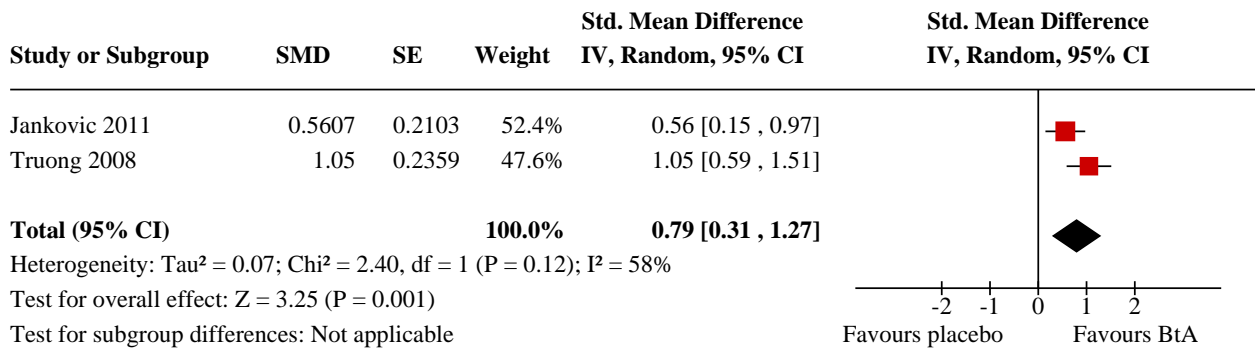 Std. Mean Difference Std. Mean Difference
Study or Subgroup SMD SE Weight IV, Random, 95% CI IV, Random, 95% CI
Jankovic 2011 0.5607 0.2103 52.4% 0.56 [0.15 , 0.97]
Truong 2008 1.05 0.2359 47.6% 1.05 [0.59 , 1.51]
Total (95% CI) 100.0% 0.79 [0.31 , 1.27]
Heterogeneity: Tau² = 0.07; Chi² = 2.40, df = 1 (P = 0.12); I² = 58%
Test for overall effect: Z = 3.25 (P = 0.001) -2 -1 0 1 2
Test for subgroup differences: Not applicable Favours placebo Favours BtA